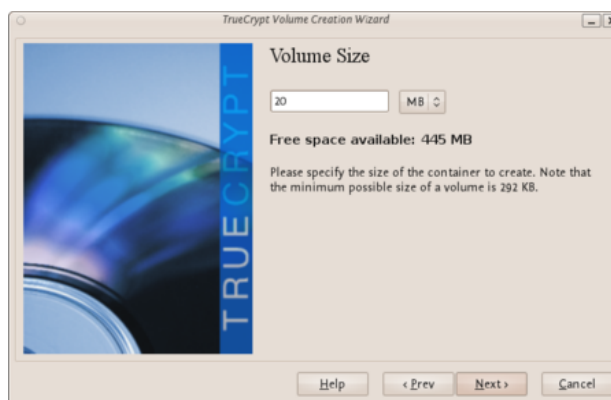 TrueCrypt Volume Creation Wizard
TRUECRYPT
Volume Size
20
MB
Free space available: 445 MB
Please specify the size of the container to create. Note that
the minimum possible size of a volume is 292 KB.
Help
< Prev
Next >
Cancel